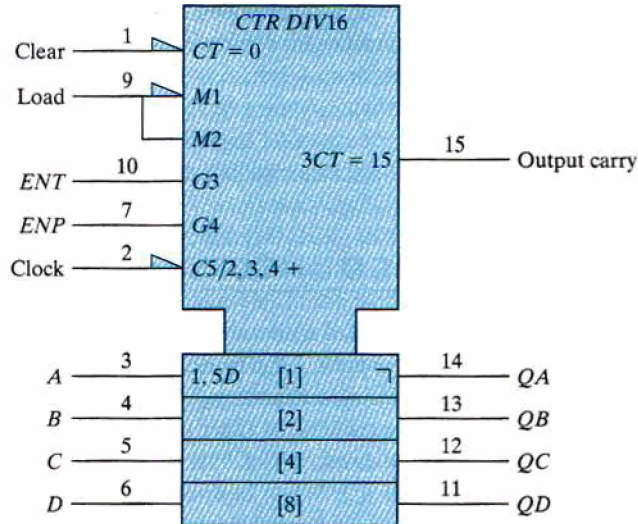 CTR DIV16
Clear 1 CT = 0
Load 9 M1
M2
3CT = 15 15 Output carry
ENT 10 G3
ENP 7 G4
Clock 2 C5/2, 3, 4 +
A 3 1, 5D [1] 14 QA
B 4 [2] 13 QB
C 5 [4] 12 QC
D 6 [8] 11 QD